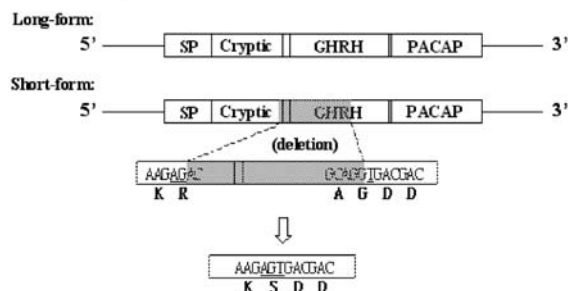 Long-form:
5’ SP Cryptic GHRH PACAP 3’
Short-form:
5’ SP Cryptic GHRH PACAP 3’
(deletion)
AAGAGAC GCAGGTGACGAC
K R A G D D
AAGAGTGACGAC
K S D D